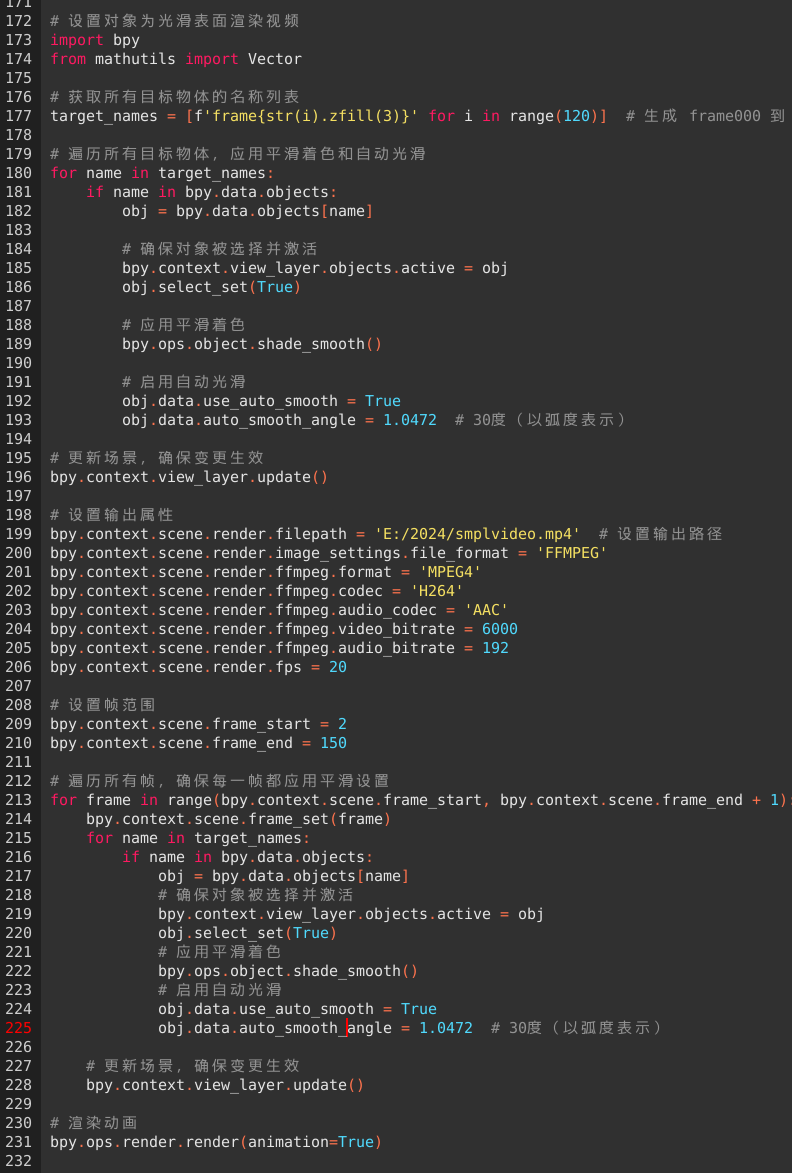 171
172 # 设置对象为光滑表面渲染视频
173 import bpy
174 from mathutils import Vector
175
176 # 获取所有目标物体的名称列表
177 target_names = [f'frame{str(i).zfill(3)}' for i in range(120)]  # 生成 frame000 到
178
179 # 遍历所有目标物体，应用平滑着色和自动光滑
180 for name in target_names:
181     if name in bpy.data.objects:
182         obj = bpy.data.objects[name]
183
184         # 确保对象被选择并激活
185         bpy.context.view_layer.objects.active = obj
186         obj.select_set(True)
187
188         # 应用平滑着色
189         bpy.ops.object.shade_smooth()
190
191         # 启用自动光滑
192         obj.data.use_auto_smooth = True
193         obj.data.auto_smooth_angle = 1.0472  # 30度（以弧度表示）
194
195 # 更新场景，确保变更生效
196 bpy.context.view_layer.update()
197
198 # 设置输出属性
199 bpy.context.scene.render.filepath = 'E:/2024/smplvideo.mp4'  # 设置输出路径
200 bpy.context.scene.render.image_settings.file_format = 'FFMPEG'
201 bpy.context.scene.render.ffmpeg.format = 'MPEG4'
202 bpy.context.scene.render.ffmpeg.codec = 'H264'
203 bpy.context.scene.render.ffmpeg.audio_codec = 'AAC'
204 bpy.context.scene.render.ffmpeg.video_bitrate = 6000
205 bpy.context.scene.render.ffmpeg.audio_bitrate = 192
206 bpy.context.scene.render.fps = 20
207
208 # 设置帧范围
209 bpy.context.scene.frame_start = 2
210 bpy.context.scene.frame_end = 150
211
212 # 遍历所有帧，确保每一帧都应用平滑设置
213 for frame in range(bpy.context.scene.frame_start, bpy.context.scene.frame_end + 1):
214     bpy.context.scene.frame_set(frame)
215     for name in target_names:
216         if name in bpy.data.objects:
217             obj = bpy.data.objects[name]
218             # 确保对象被选择并激活
219             bpy.context.view_layer.objects.active = obj
220             obj.select_set(True)
221             # 应用平滑着色
222             bpy.ops.object.shade_smooth()
223             # 启用自动光滑
224             obj.data.use_auto_smooth = True
225             obj.data.auto_smooth_angle = 1.0472  # 30度（以弧度表示）
226
227     # 更新场景，确保变更生效
228     bpy.context.view_layer.update()
229
230 # 渲染动画
231 bpy.ops.render.render(animation=True)
232